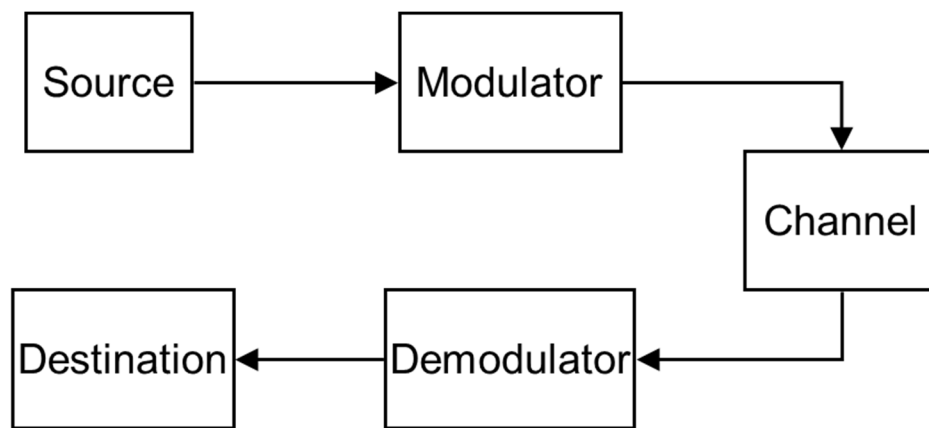 Source
Modulator
Channel
Demodulator
Destination